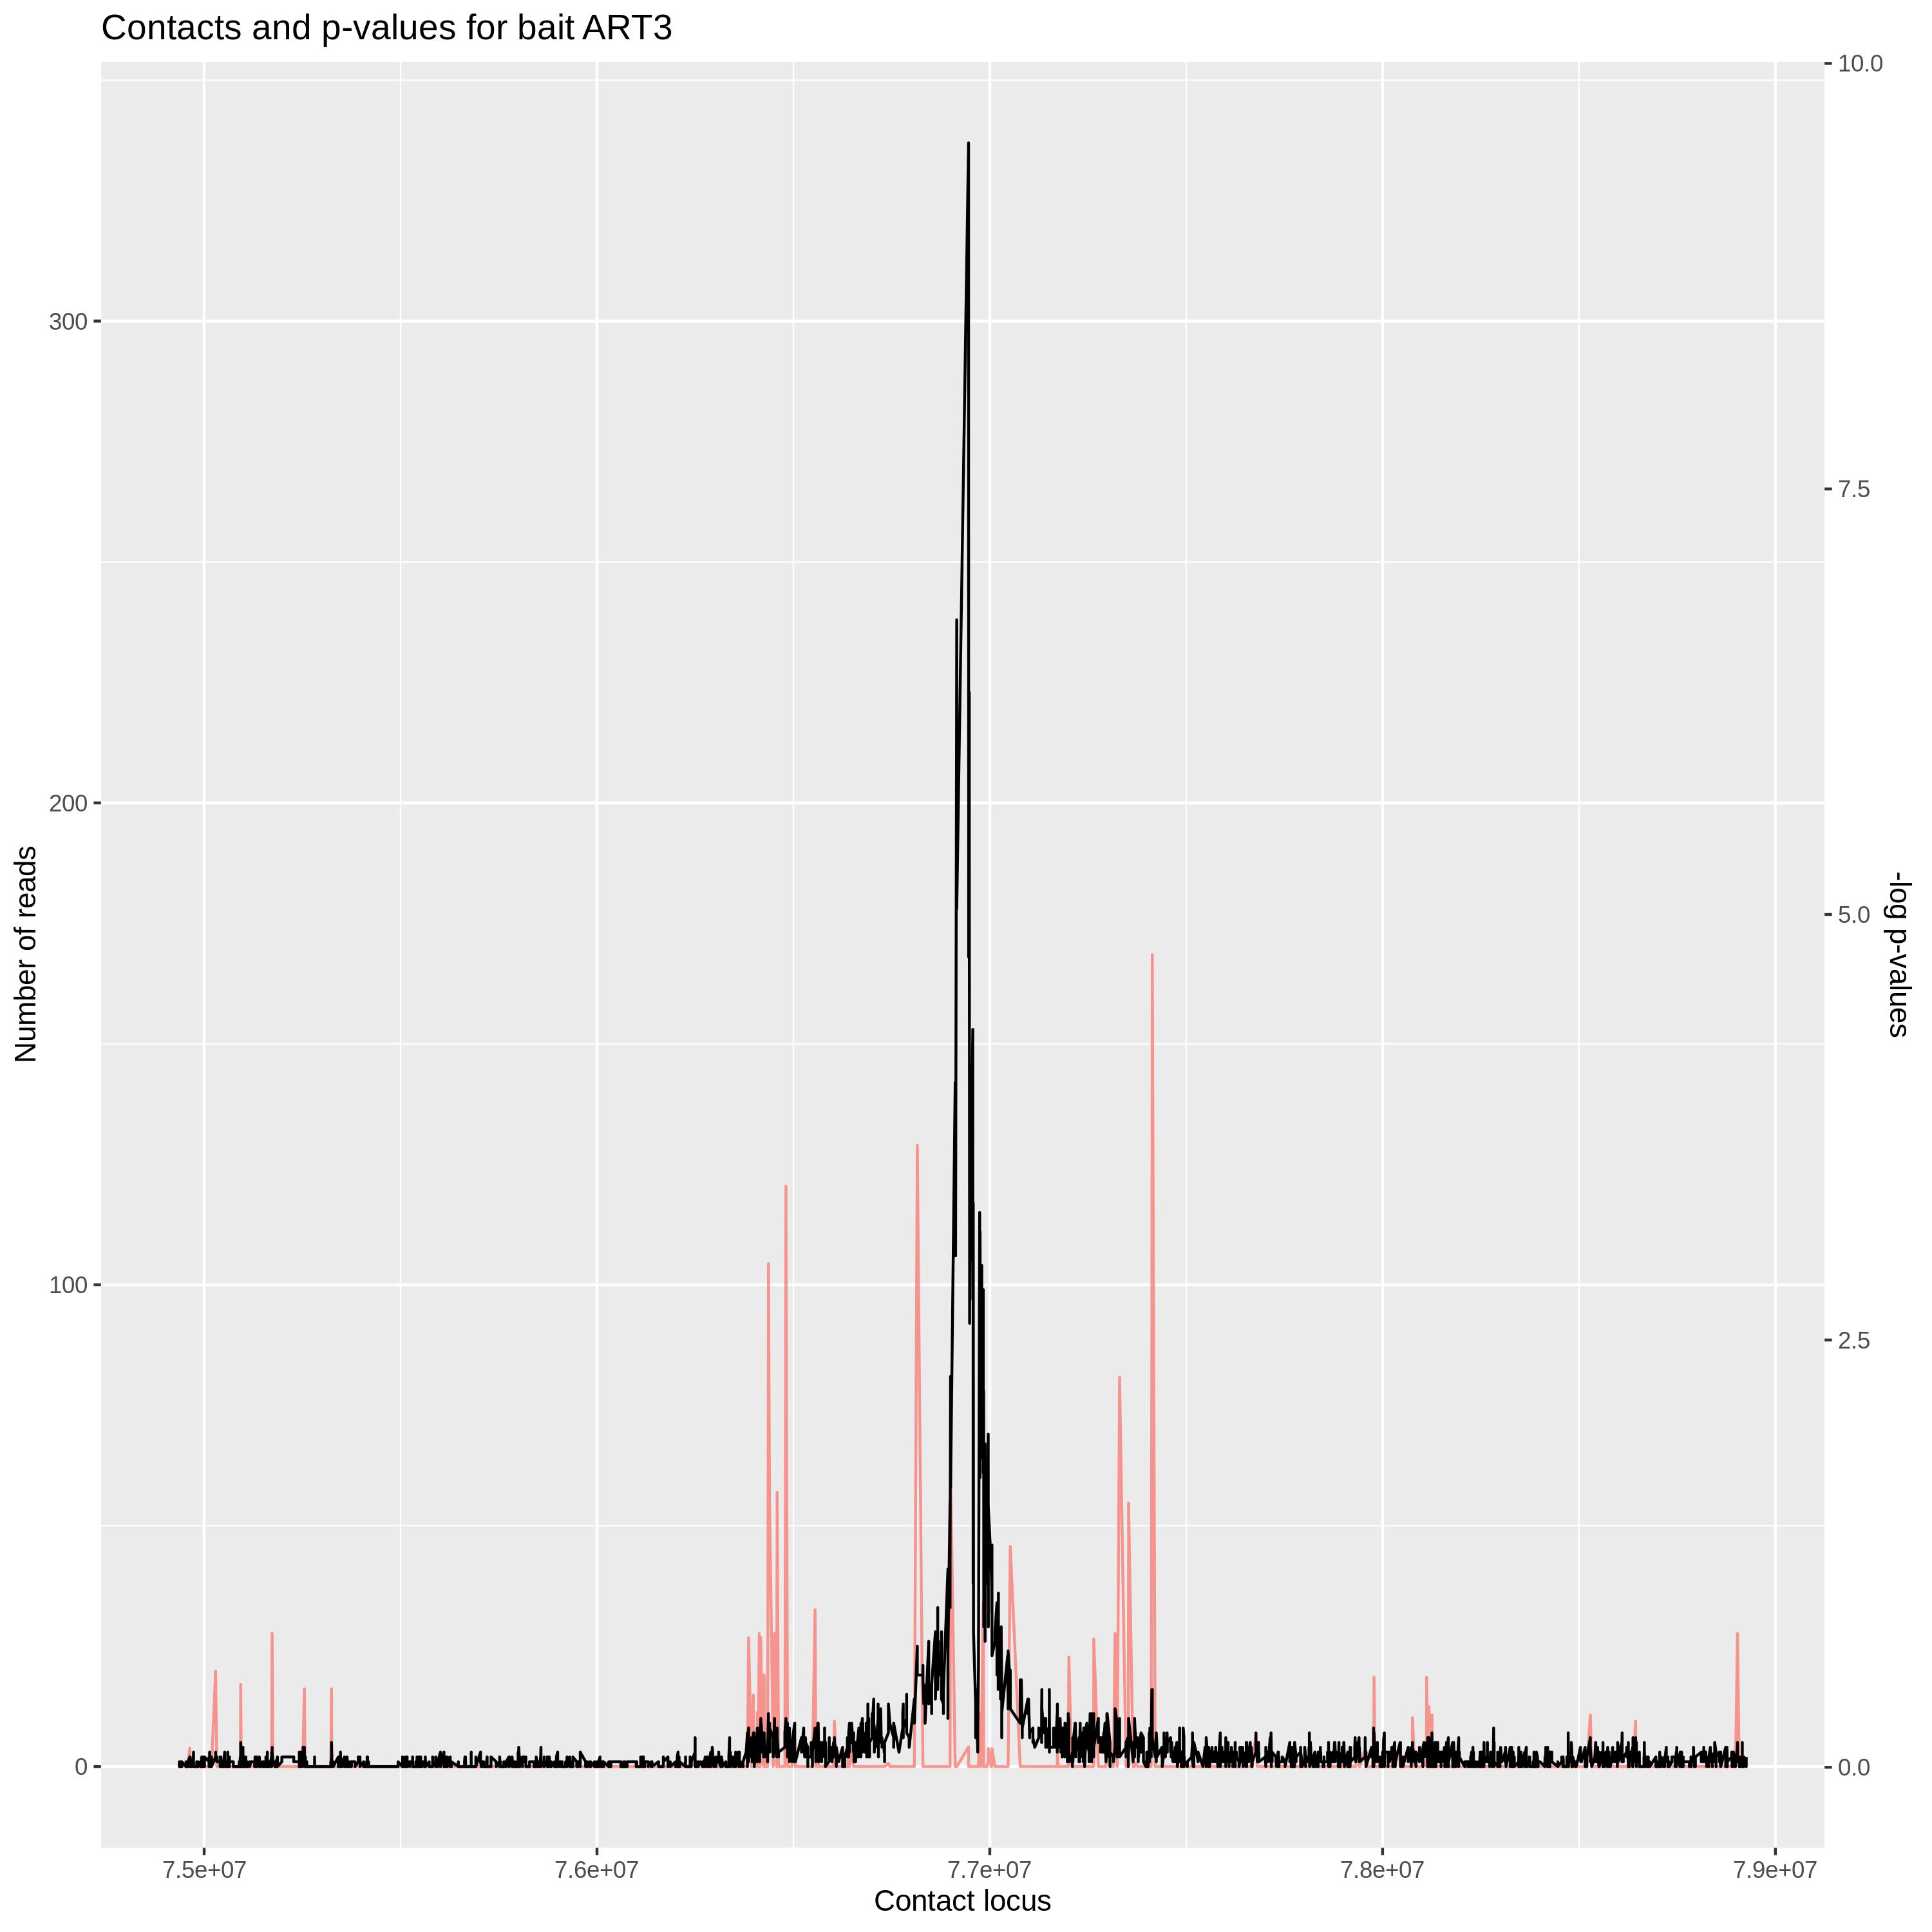 Contacts and p-values for bait ART3
10.0
7.5
5.0
2.5
0.0
300
200
100
0
Number of reads
-log p-values
7.5e+07
7.6e+07
7.7e+07
7.8e+07
7.9e+07
Contact locus